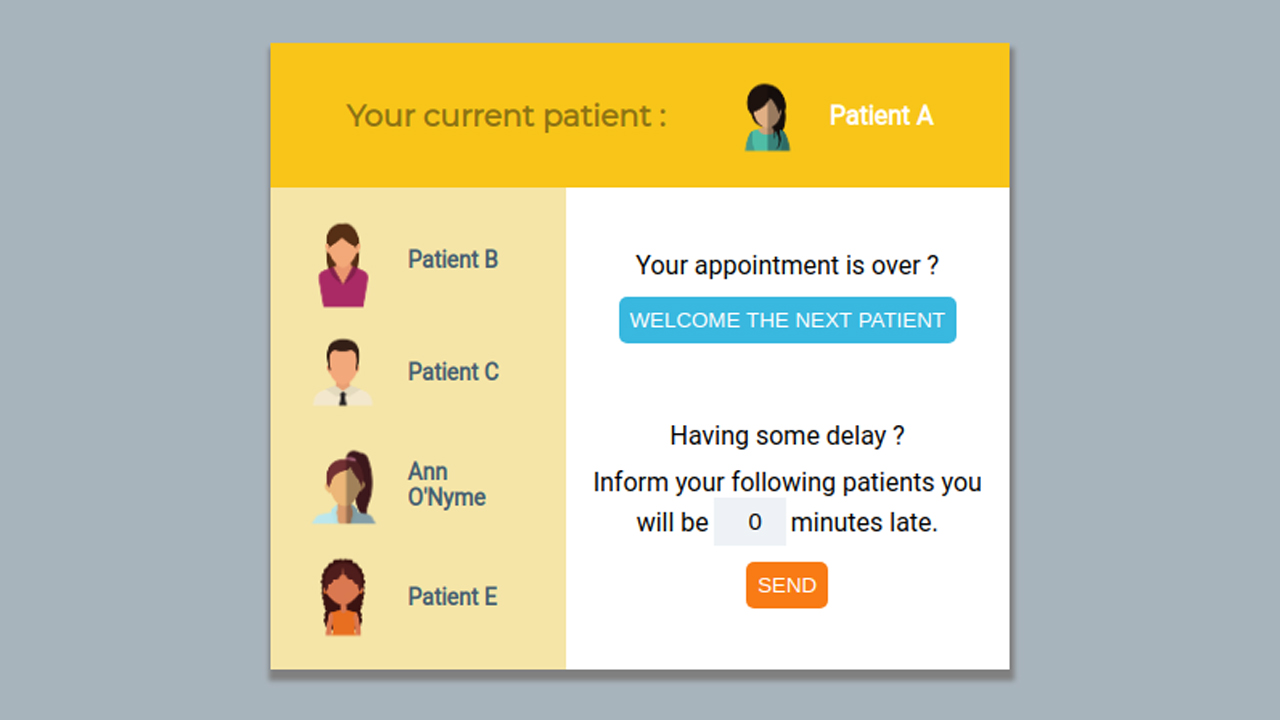 Your current patient :
Patient A
Patient B
Patient C
Ann
O'Nyme
Patient E
Your appointment is over ?
WELCOME THE NEXT PATIENT
Having some delay ?
Inform your following patients you
will be 0 minutes late.
SEND